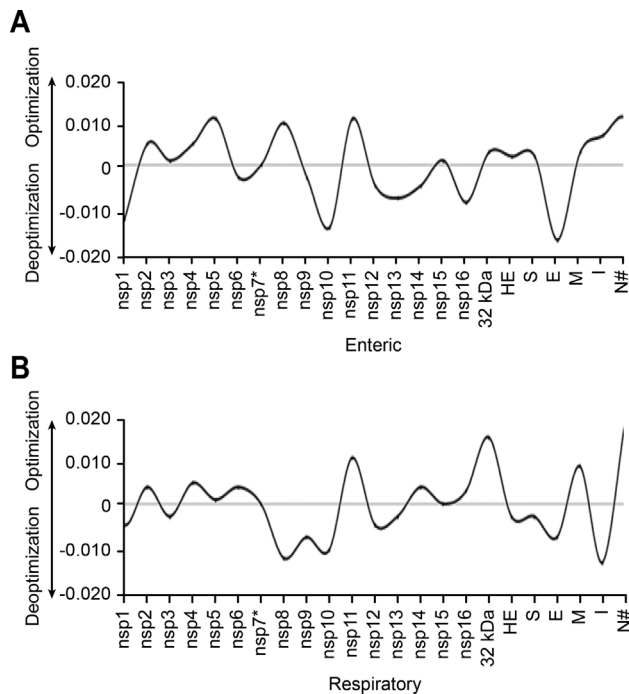 A
Optimization
Deoptimization
0.020
0.010
0
-0.010
-0.020
nsp1
nsp2
nsp3
nsp4
nsp5
nsp6
nsp7*
nsp8
nsp9
nsp10
nsp11
nsp12
nsp13
nsp14
nsp15
nsp16
32 kDa
HE
S
E
M
I
N#
Enteric
B
Optimization
Deoptimization
0.020
0.010
0
-0.010
-0.020
nsp1
nsp2
nsp3
nsp4
nsp5
nsp6
nsp7*
nsp8
nsp9
nsp10
nsp11
nsp12
nsp13
nsp14
nsp15
nsp16
32 kDa
HE
S
E
M
I
N#
Respiratory